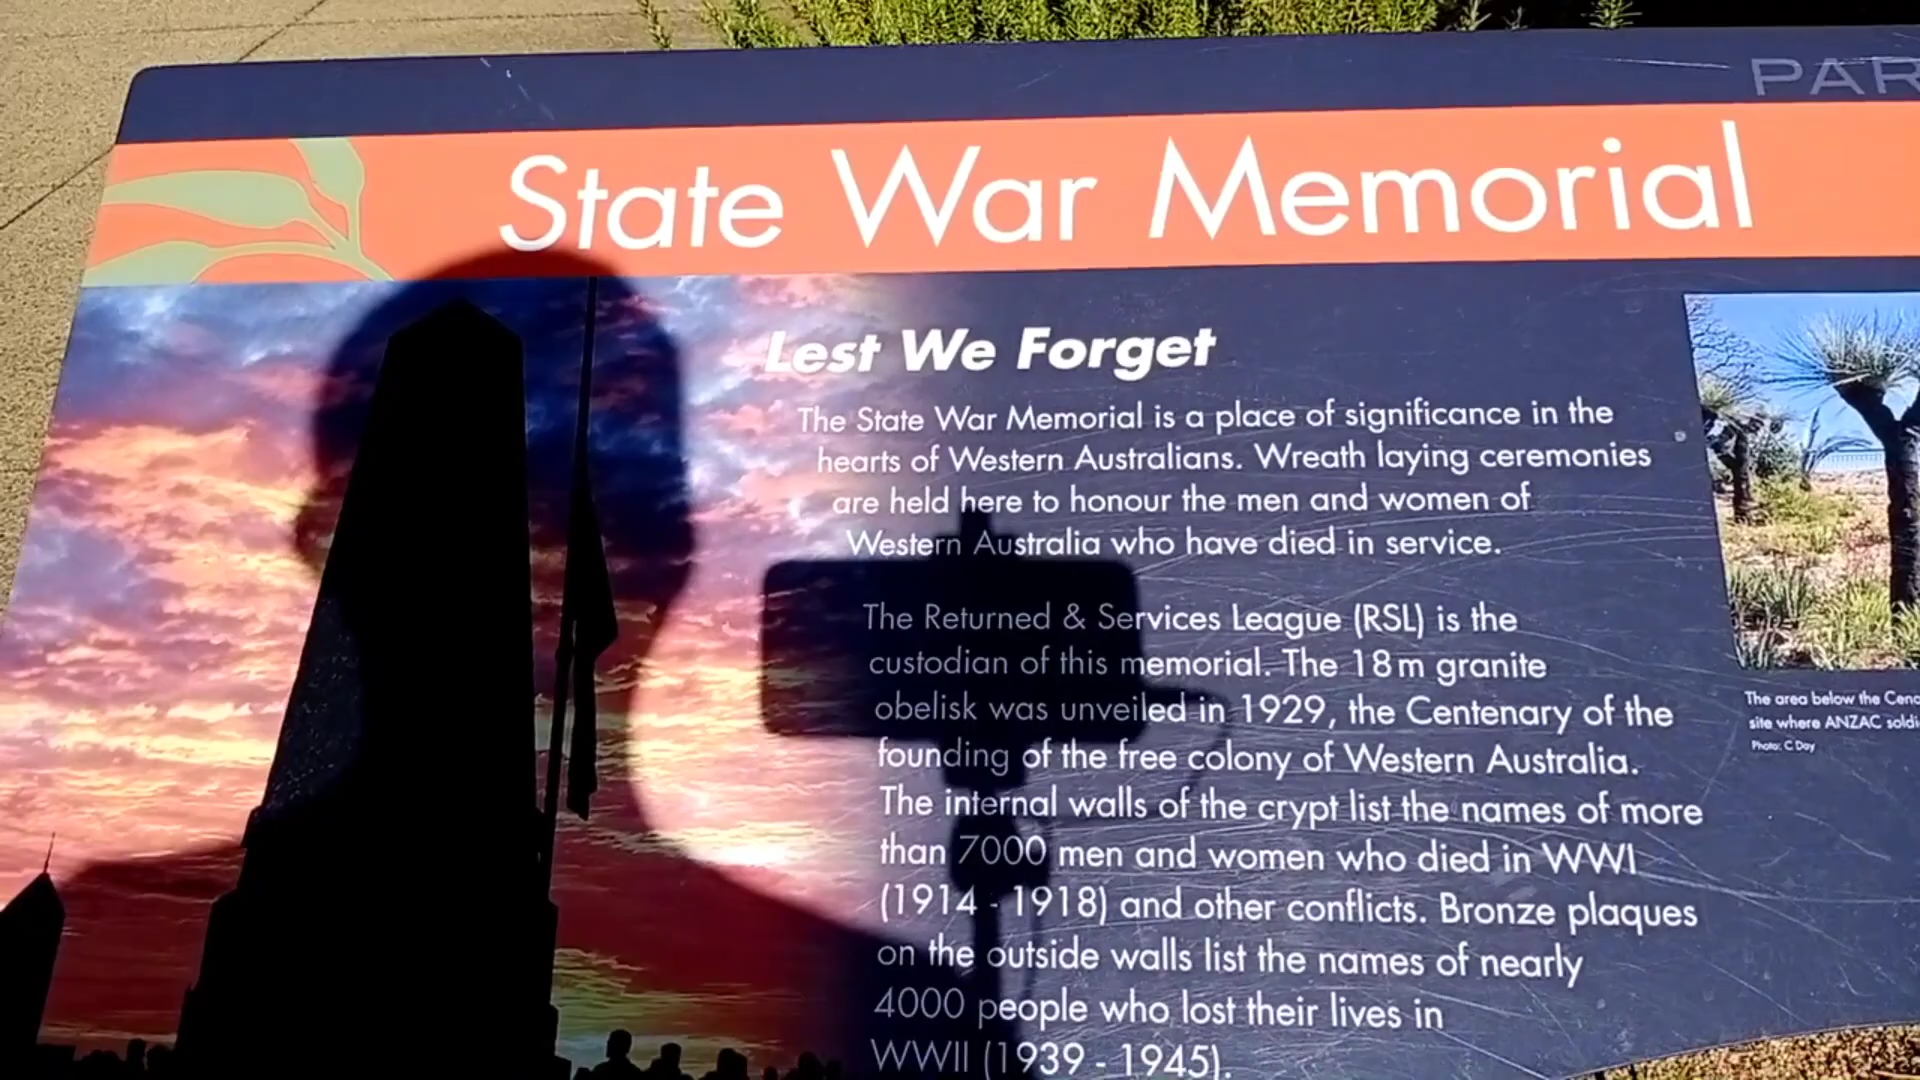 PAR
State War Memorial
Lest We Forget
The State War Memorial is a place of significance in the
hearts of Western Australians. Wreath laying ceremonies
are held here to honour the men and women of
Western Australia who have died in service.
The Returned & Services League (RSL) is the
custodian of this memorial. The 18m granite
obelisk was unveiled in 1929, the Centenary of the
founding of the free colony of Western Australia.
The internal walls of the crypt list the names of more
than 7000 men and women who died in WWI
(1914 - 1918) and other conflicts. Bronze plaques
on the outside walls list the names of nearly
4000 people who lost their lives in
WWII (1939 - 1945).
The area below the Ceno
site where ANZAC soldi
Photo: C Day